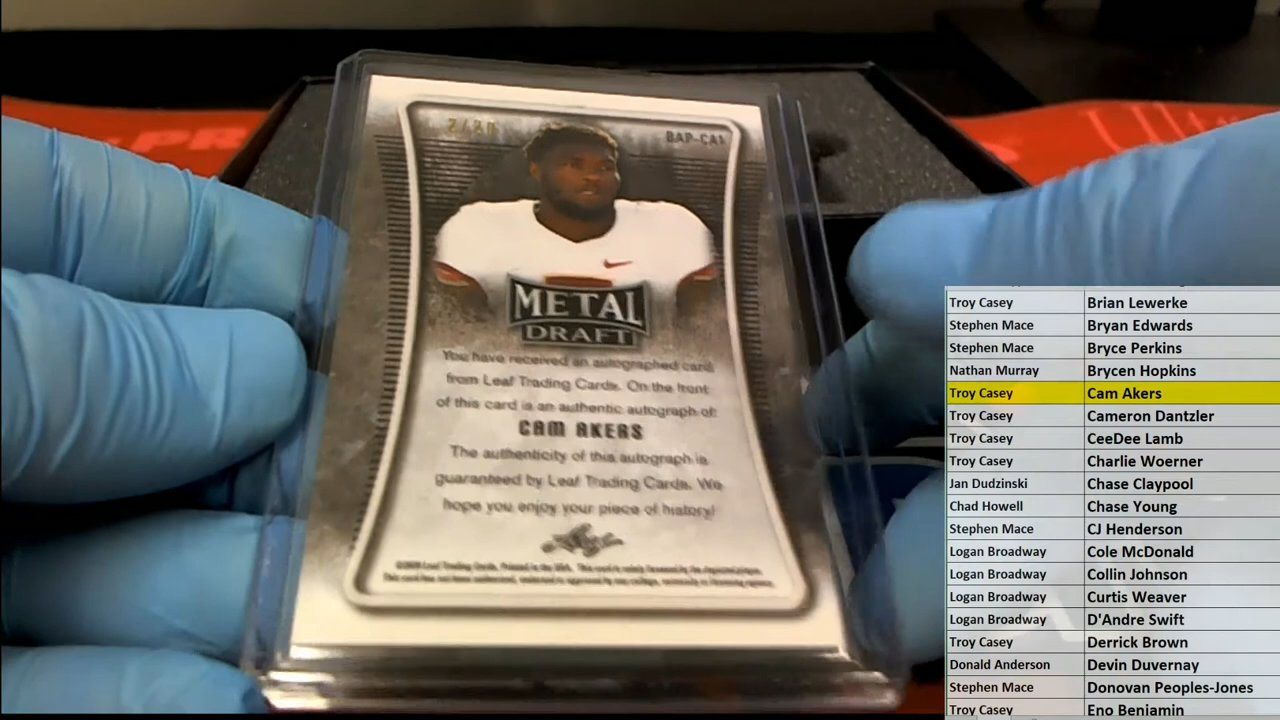 2/30
BAP-CA1
METAL
DRAFT
You have received an autographed card
from Leaf Trading Cards. On the front
of this card is an authentic autograph of:
CAM AKERS
The authenticity of this autograph is
guaranteed by Leaf Trading Cards. We
hope you enjoy your piece of history!
Leaf
Troy Casey Brian Lewerke
Stephen Mace Bryan Edwards
Stephen Mace Bryce Perkins
Nathan Murray Brycen Hopkins
Troy Casey Cam Akers
Troy Casey Cameron Dantzler
Troy Casey CeeDee Lamb
Troy Casey Charlie Woerner
Jan Dudzinski Chase Claypool
Chad Howell Chase Young
Stephen Mace CJ Henderson
Logan Broadway Cole McDonald
Logan Broadway Collin Johnson
Logan Broadway Curtis Weaver
Logan Broadway D'Andre Swift
Troy Casey Derrick Brown
Donald Anderson Devin Duvernay
Stephen Mace Donovan Peoples-Jones
Troy Casey Eno Benjamin